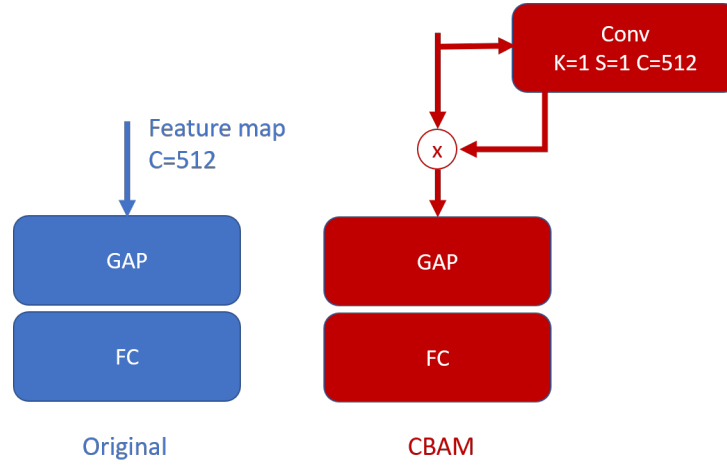 Conv
K=1 S=1 C=512
Feature map
C=512
x
GAP
FC
Original
GAP
FC
CBAM